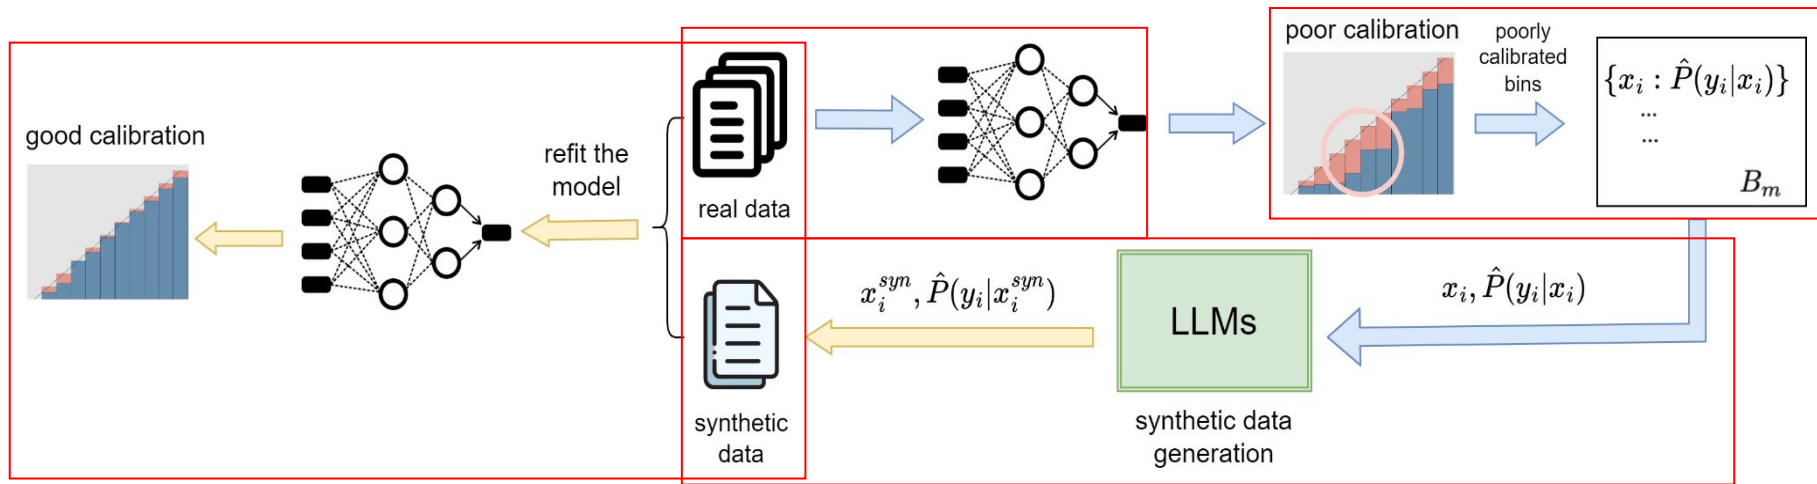 good calibration
refit the
model
real data
poor calibration
poorly
calibrated
bins
{x_i : P̂(y_i|x_i)}
...
...
B_m
x_i^{syn}, P̂(y_i|x_i^{syn})
LLMs
x_i, P̂(y_i|x_i)
synthetic
data
synthetic data
generation